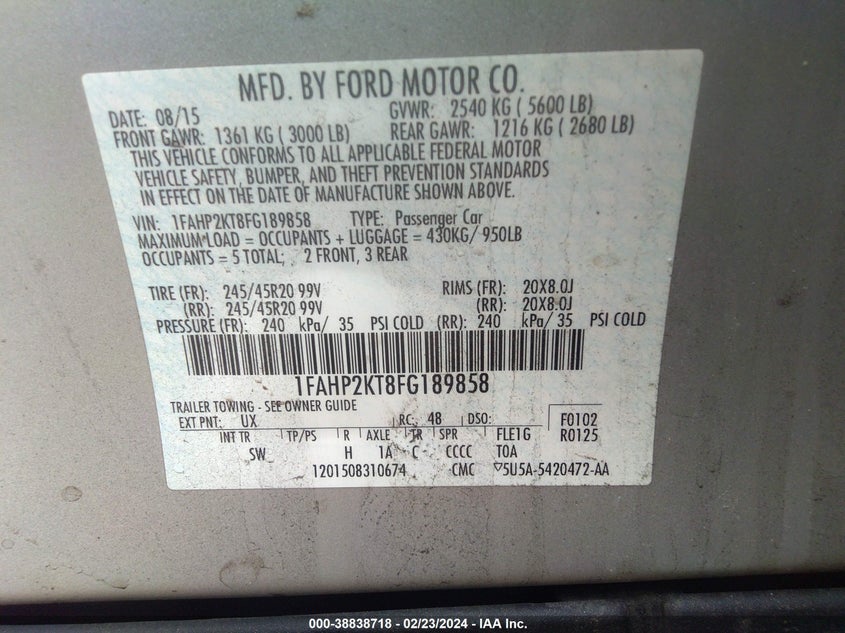 MFD. BY FORD MOTOR CO.
DATE: 08/15 GVWR: 2540 KG ( 5600 LB)
FRONT GAWR: 1361 KG ( 3000 LB) REAR GAWR: 1216 KG ( 2680 LB)
THIS VEHICLE CONFORMS TO ALL APPLICABLE FEDERAL MOTOR
VEHICLE SAFETY, BUMPER, AND THEFT PREVENTION STANDARDS
IN EFFECT ON THE DATE OF MANUFACTURE SHOWN ABOVE.
VIN: 1FAHP2KT8FG189858 TYPE: Passenger Car
MAXIMUM LOAD = OCCUPANTS + LUGGAGE = 430KG/ 950LB
OCCUPANTS = 5 TOTAL; 2 FRONT, 3 REAR
TIRE (FR): 245/45R20 99V RIMS (FR): 20X8.0J
(RR): 245/45R20 99V (RR): 20X8.0J
PRESSURE (FR): 240 kPa/ 35 PSI COLD (RR): 240 kPa/ 35 PSI COLD
1FAHP2KT8FG189858
TRAILER TOWING - SEE OWNER GUIDE
EXT PNT: UX RC: 48 DSO: F0102
INT TR TP/PS R AXLE TR SPR FLE1G R0125
SW H 1A C CCCC TOA
1201508310674 CMC ▽5U5A-5420472-AA
000-38838718 - 02/23/2024 - IAA Inc.